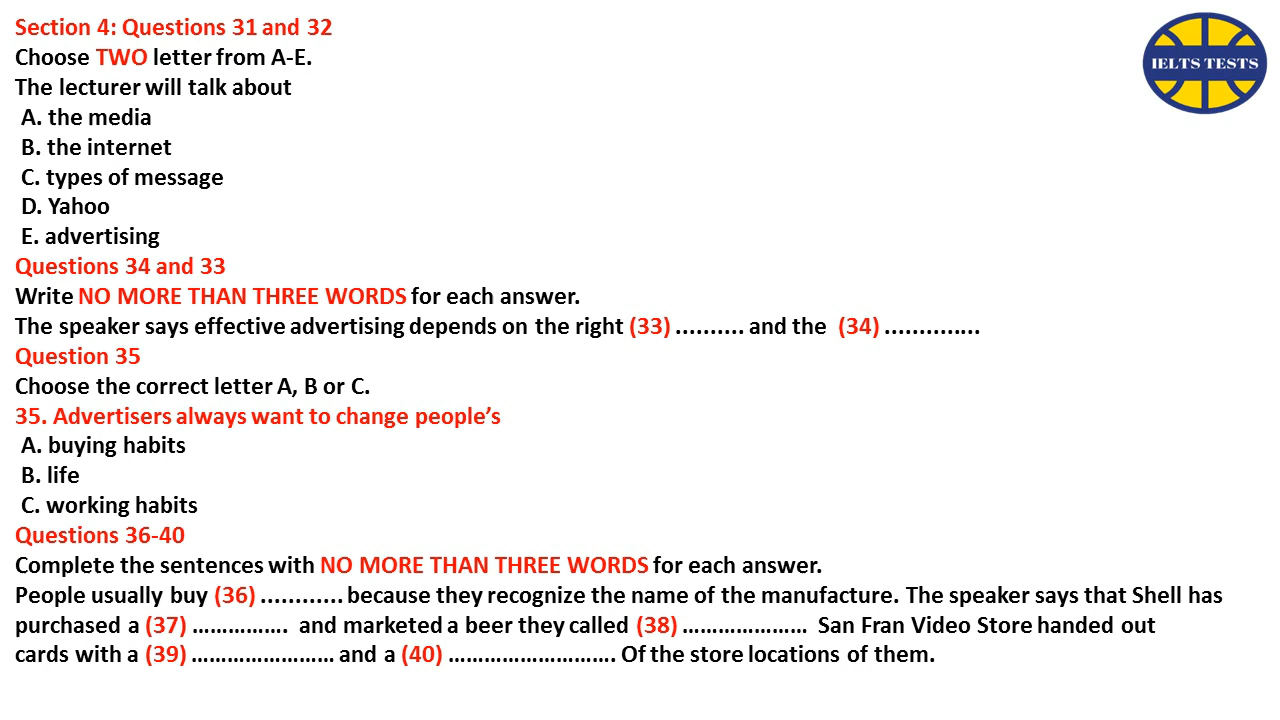 Section 4: Questions 31 and 32
IELTS TESTS
Choose TWO letter from A-E.
The lecturer will talk about
A. the media
B. the internet
C. types of message
D. Yahoo
E. advertising
Questions 34 and 33
Write NO MORE THAN THREE WORDS for each answer.
The speaker says effective advertising depends on the right (33) .......... and the (34) ..............
Question 35
Choose the correct letter A, B or C.
35. Advertisers always want to change people’s
A. buying habits
B. life
C. working habits
Questions 36-40
Complete the sentences with NO MORE THAN THREE WORDS for each answer.
People usually buy (36) ............ because they recognize the name of the manufacture. The speaker says that Shell has
purchased a (37) ……………. and marketed a beer they called (38) ………………… San Fran Video Store handed out
cards with a (39) …………………… and a (40) ………………………. Of the store locations of them.